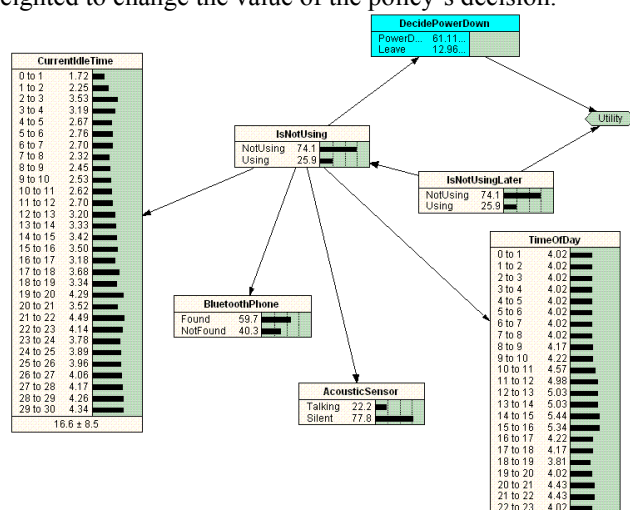 eighted to change the value of the policy's decision.
DecidePowerDown
PowerD... 61.11...
Leave 12.96...
CurrentIdleTime
0 to 1 1.72
1 to 2 2.25
2 to 3 3.53
3 to 4 3.19
4 to 5 2.67
5 to 6 2.76
6 to 7 2.70
7 to 8 2.32
8 to 9 2.45
9 to 10 2.53
10 to 11 2.62
11 to 12 2.70
12 to 13 3.20
13 to 14 3.33
14 to 15 3.42
15 to 16 3.50
16 to 17 3.18
17 to 18 3.68
18 to 19 3.34
19 to 20 4.29
20 to 21 3.52
21 to 22 4.49
22 to 23 4.14
23 to 24 3.78
24 to 25 3.89
25 to 26 3.96
26 to 27 4.06
27 to 28 4.17
28 to 29 4.26
29 to 30 4.34
16.6 ± 8.5
Utility
IsNotUsing
NotUsing 74.1
Using 25.9
IsNotUsingLater
NotUsing 74.1
Using 25.9
BluetoothPhone
Found 59.7
NotFound 40.3
AcousticSensor
Talking 22.2
Silent 77.8
TimeOfDay
0 to 1 4.02
1 to 2 4.02
2 to 3 4.02
3 to 4 4.02
4 to 5 4.02
5 to 6 4.02
6 to 7 4.02
7 to 8 4.02
8 to 9 4.17
9 to 10 4.22
10 to 11 4.57
11 to 12 4.98
12 to 13 5.03
13 to 14 5.03
14 to 15 5.44
15 to 16 5.34
16 to 17 4.22
17 to 18 4.17
18 to 19 3.81
19 to 20 4.02
20 to 21 4.43
21 to 22 4.43
22 to 23 4.02